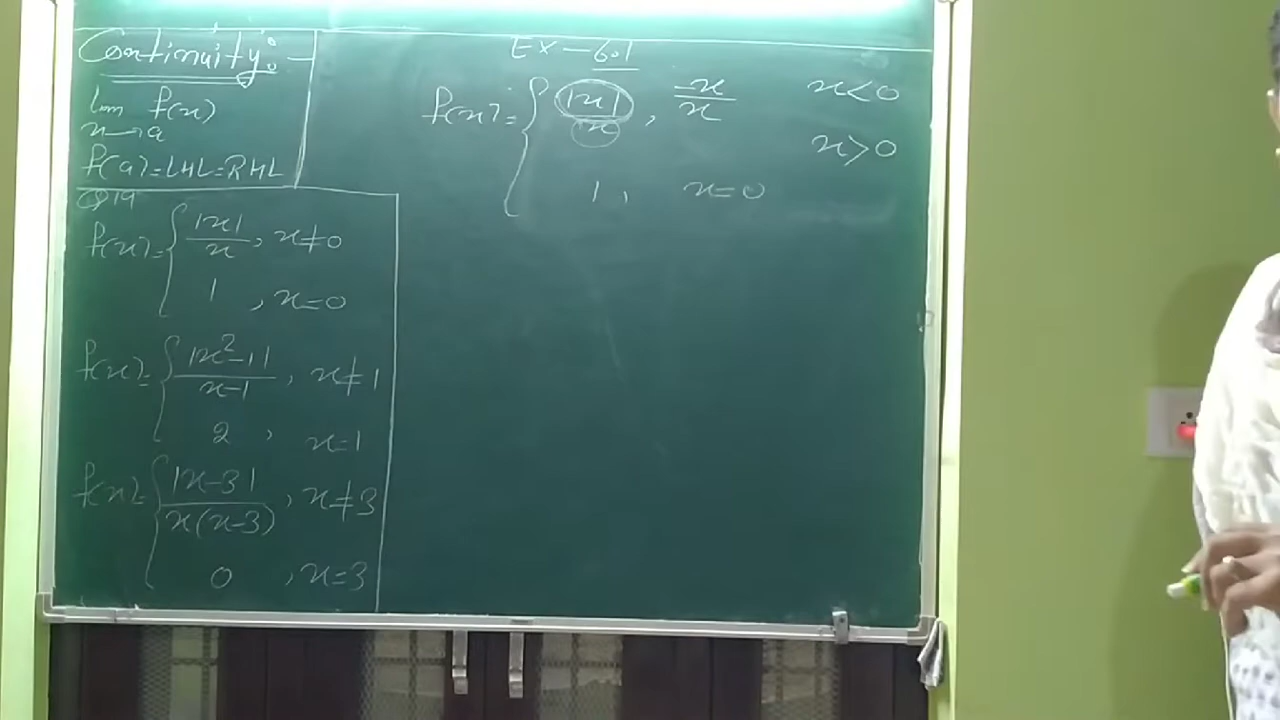 Continuity:-
lim f(x)
x→a
f(a)=LHL=RHL
Q19
f(x)= { |x|/x, x≠0
1, x=0
f(x)= { |x²-1|/x-1, x≠1
2, x=1
f(x)= { |x-3|/x(x-3), x≠3
0, x=3
EX-6.1
f(x)= { |x|/x, -x/x x<0
x>0
1, x=0